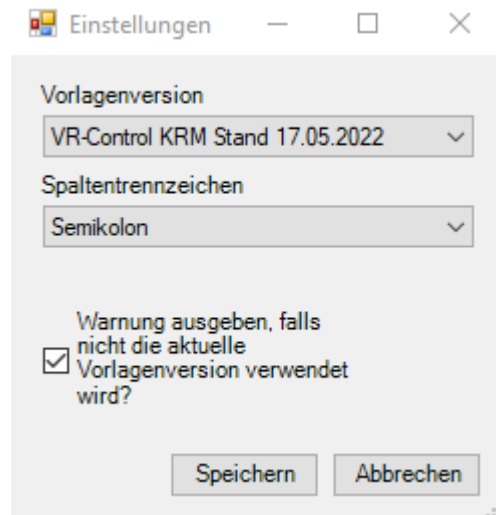 Einstellungen
Vorlagenversion
VR-Control KRM Stand 17.05.2022
Spaltentrennzeichen
Semikolon
Warnung ausgeben, falls
nicht die aktuelle
Vorlagenversion verwendet
wird?
Speichern
Abbrechen